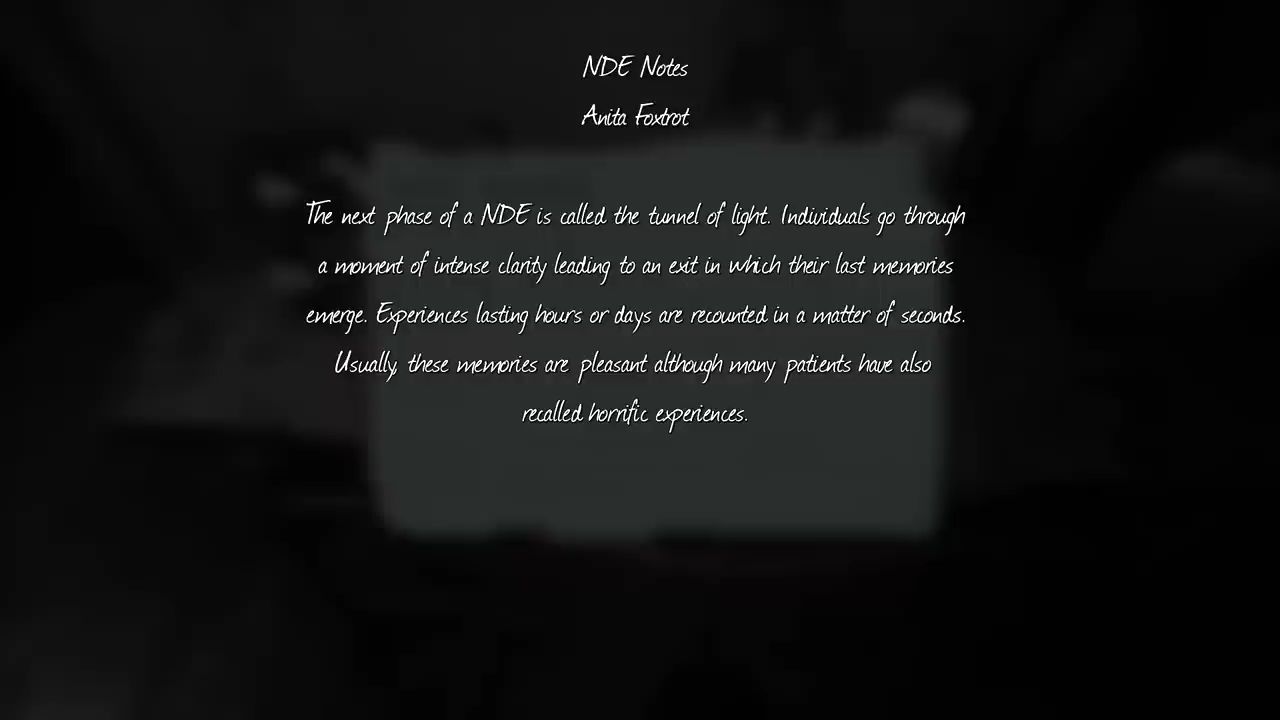 NDE Notes
Anita Foxtrot
The next phase of a NDE is called the tunnel of light. Individuals go through
a moment of intense clarity leading to an exit in which their last memories
emerge. Experiences lasting hours or days are recounted in a matter of seconds.
Usually, these memories are pleasant although many patients have also
recalled horrific experiences.